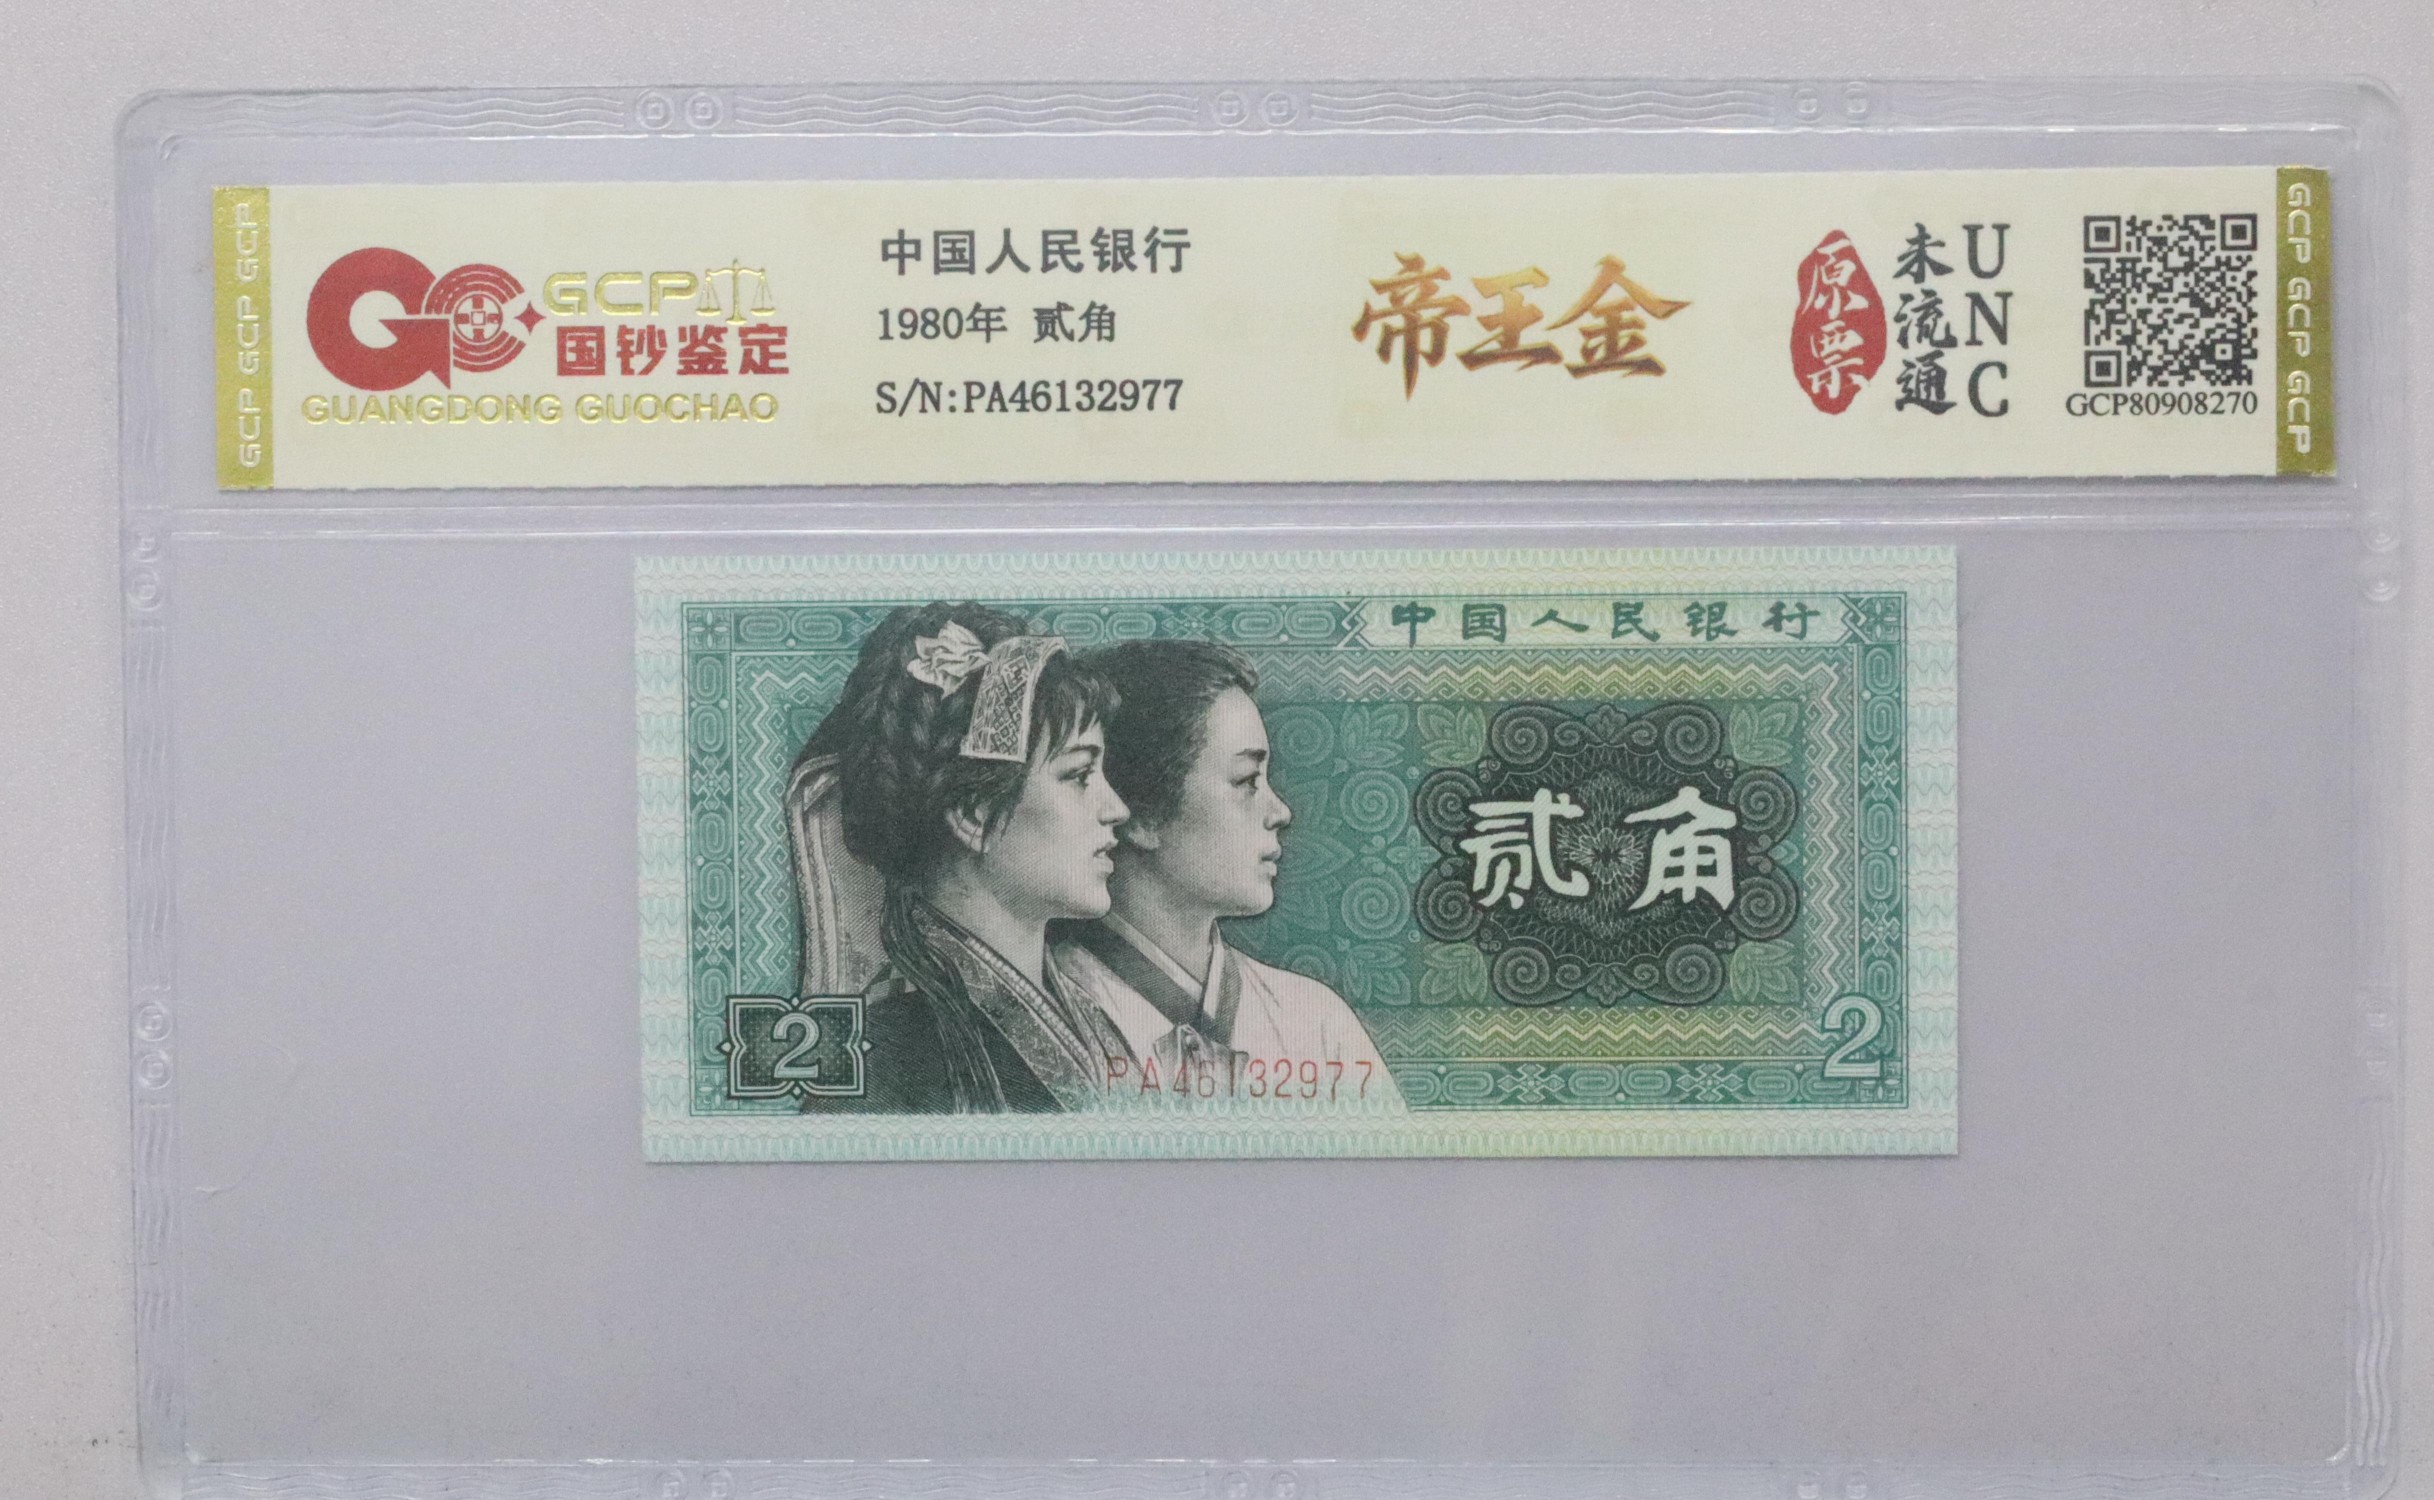 GCP GCP GCP
GCP
国钞鉴定
GUANGDONG GUOCHAO
中国人民银行
1980年 贰角
S/N:PA46132977
帝王金
原票
未流通
UNC
GCP80908270
GCP GCP GCP
中国人民银行
贰角
2
PA46132977
2